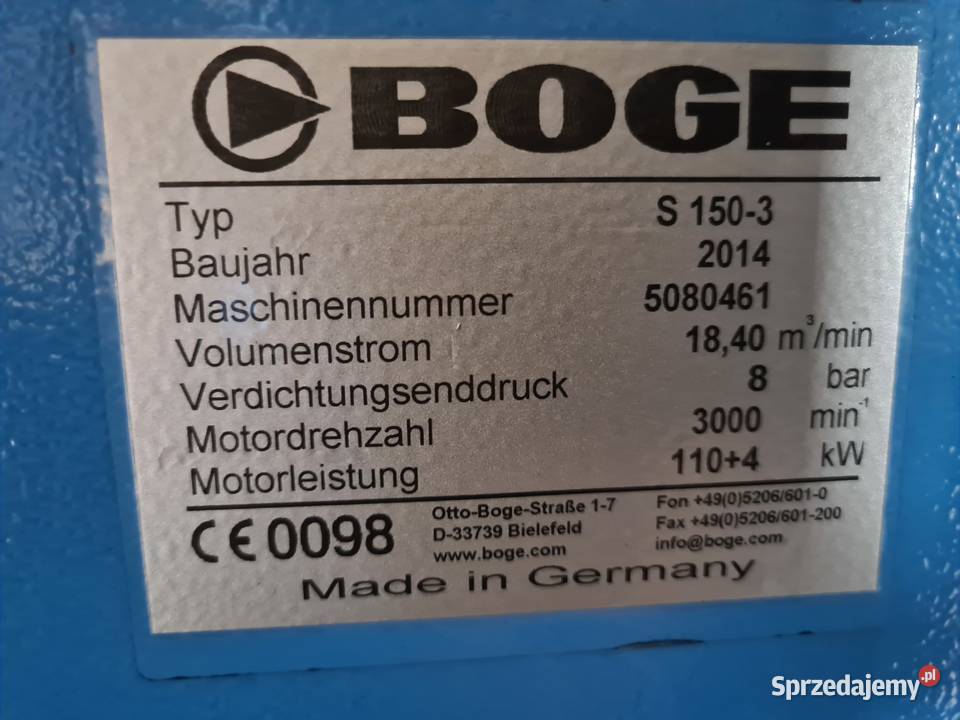 BOGE
Typ S 150-3
Baujahr 2014
Maschinennummer 5080461
Volumenstrom 18,40 m³/min
Verdichtungsenddruck 8 bar
Motordrehzahl 3000 min⁻¹
Motorleistung 110+4 kW
CE 0098
Otto-Boge-Straße 1-7
D-33739 Bielefeld
www.boge.com
Fon +49(0)5206/601-0
Fax +49(0)5206/601-200
info@boge.com
Made in Germany
Sprzedajemy.pl